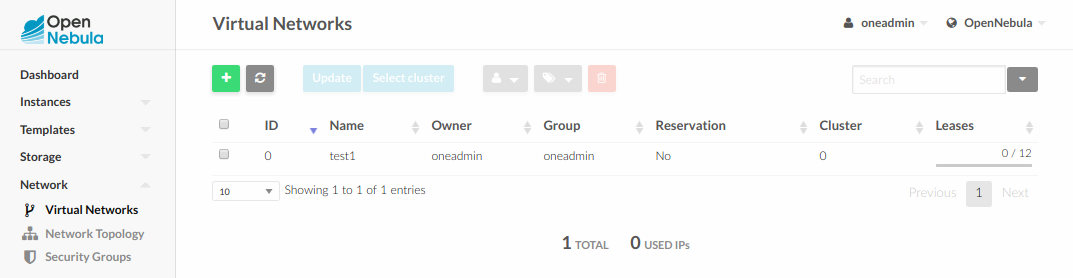 Open
Nebula
Virtual Networks
oneadmin
OpenNebula
Dashboard
Instances
Templates
Storage
Network
Virtual Networks
Network Topology
Security Groups
Update
Select cluster
Search
ID Name Owner Group Reservation Cluster Leases
0 test1 oneadmin oneadmin No 0 0 / 12
10 Showing 1 to 1 of 1 entries
Previous 1 Next
1 TOTAL 0 USED IPs